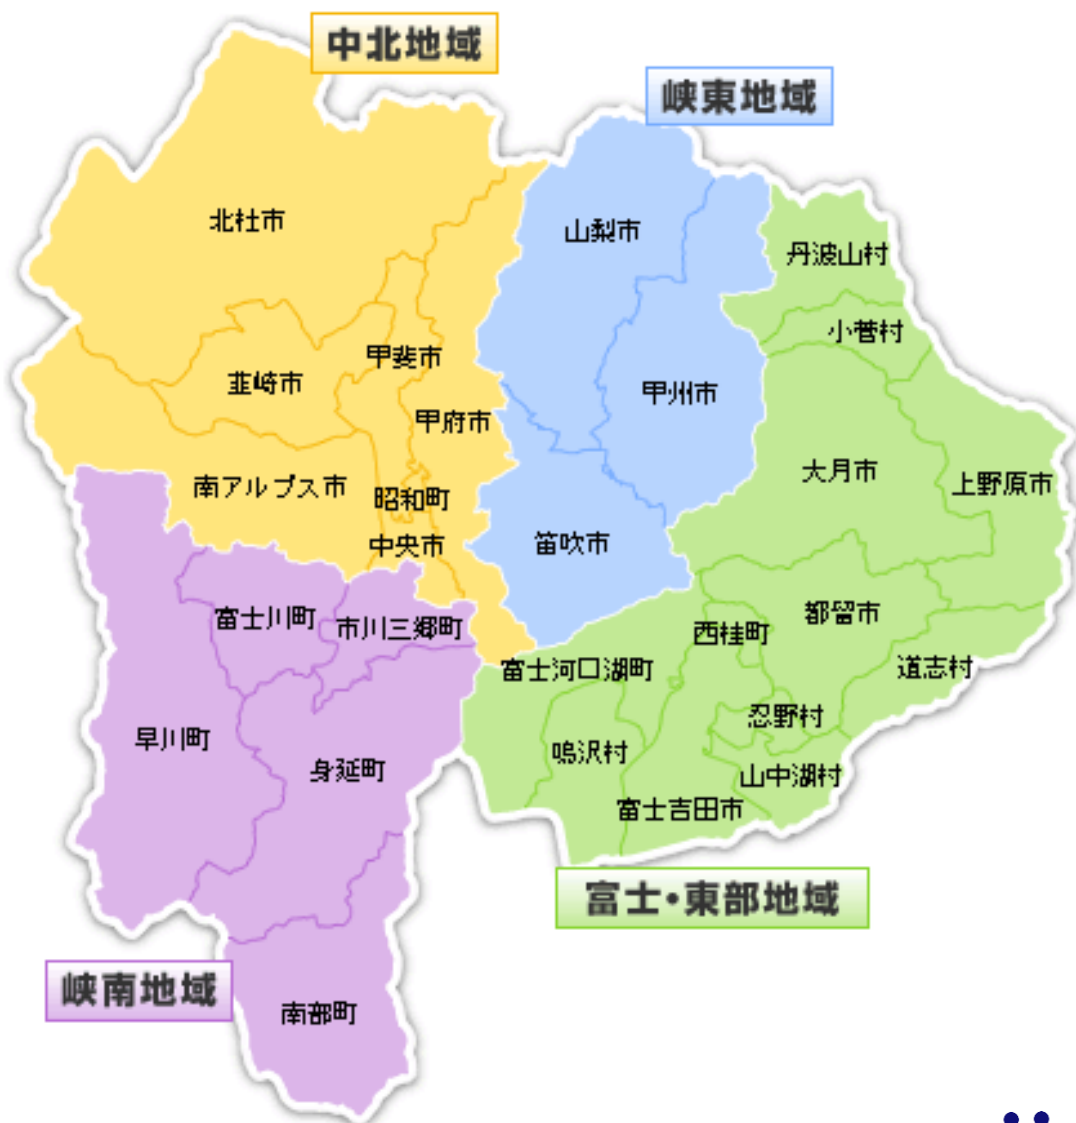 中北地域
峡東地域
北杜市
山梨市
丹波山村
小菅村
甲斐市
韮崎市
甲州市
甲府市
大月市
上野原市
南アルプス市
昭和町
中央市
笛吹市
富士川町
市川三郷町
都留市
西桂町
道志村
富士河口湖町
忍野村
早川町
鳴沢村
身延町
山中湖村
富士吉田市
富士・東部地域
峡南地域
南部町